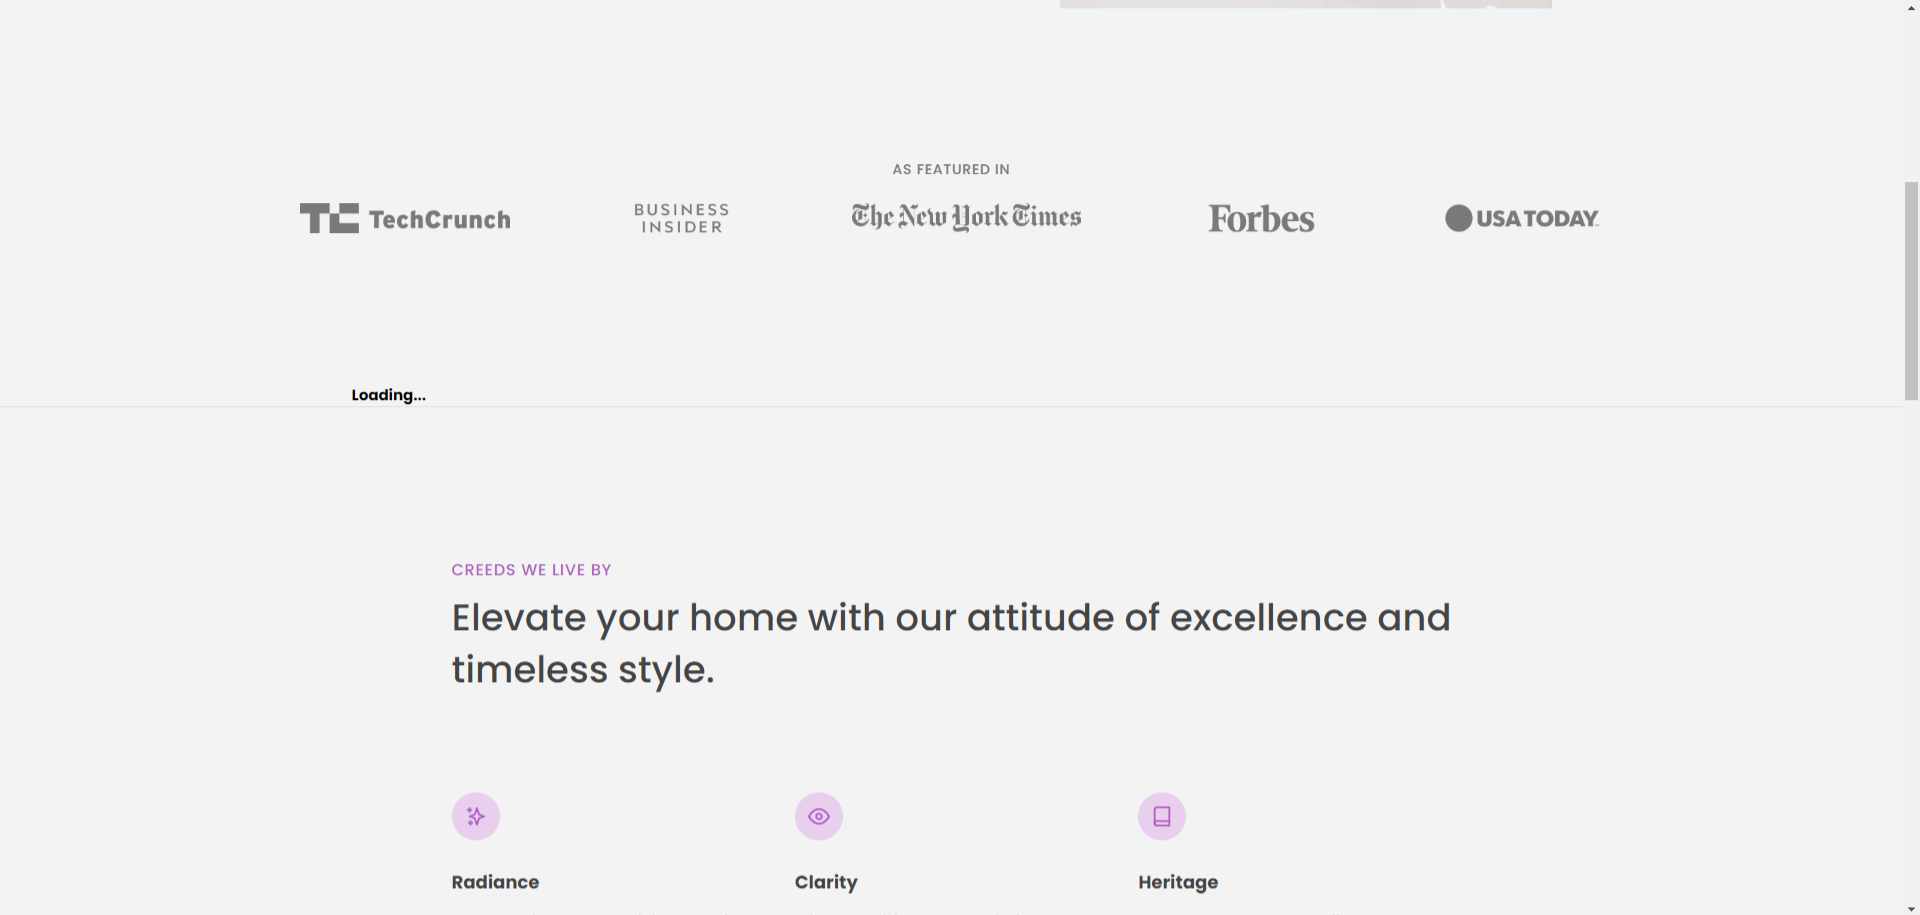 AS FEATURED IN
TechCrunch
BUSINESS
INSIDER
The New York Times
Forbes
USA TODAY
Loading...
CREEDS WE LIVE BY
Elevate your home with our attitude of excellence and
timeless style.
Radiance
Clarity
Heritage